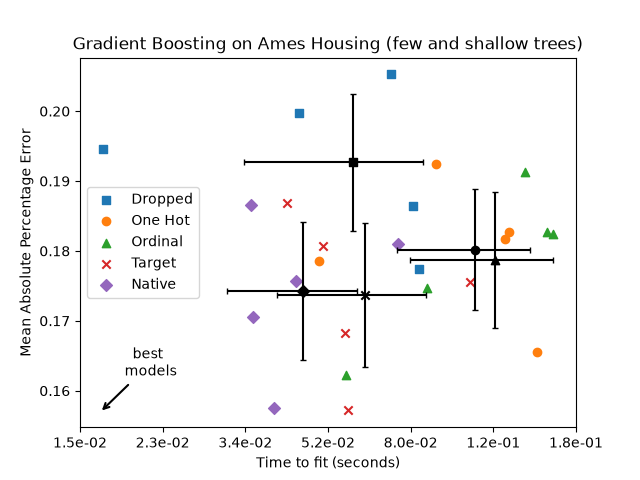 Gradient Boosting on Ames Housing (few and shallow trees)
Mean Absolute Percentage Error
0.20
0.19
0.18
0.17
0.16
Dropped
One Hot
Ordinal
Target
Native
best
models
1.5e-02 2.3e-02 3.4e-02 5.2e-02 8.0e-02 1.2e-01 1.8e-01
Time to fit (seconds)